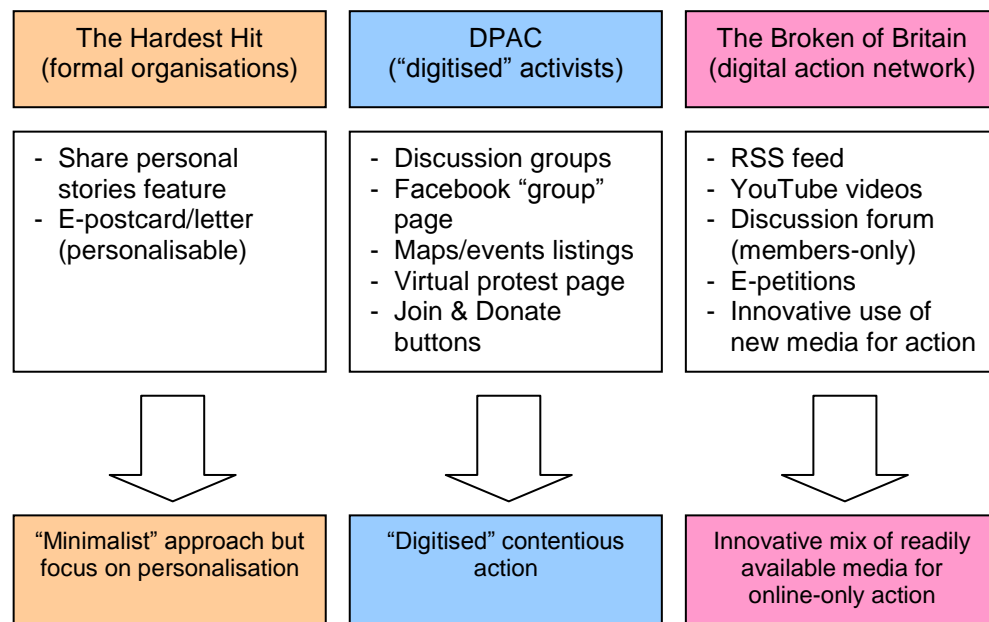 The Hardest Hit
(formal organisations)
DPAC
(“digitised” activists)
The Broken of Britain
(digital action network)
- Share personal
stories feature
- E-postcard/letter
(personalisable)
- Discussion groups
- Facebook “group”
page
- Maps/events listings
- Virtual protest page
- Join & Donate
buttons
- RSS feed
- YouTube videos
- Discussion forum
(members-only)
- E-petitions
- Innovative use of
new media for action
“Minimalist” approach but
focus on personalisation
“Digitised” contentious
action
Innovative mix of readily
available media for
online-only action